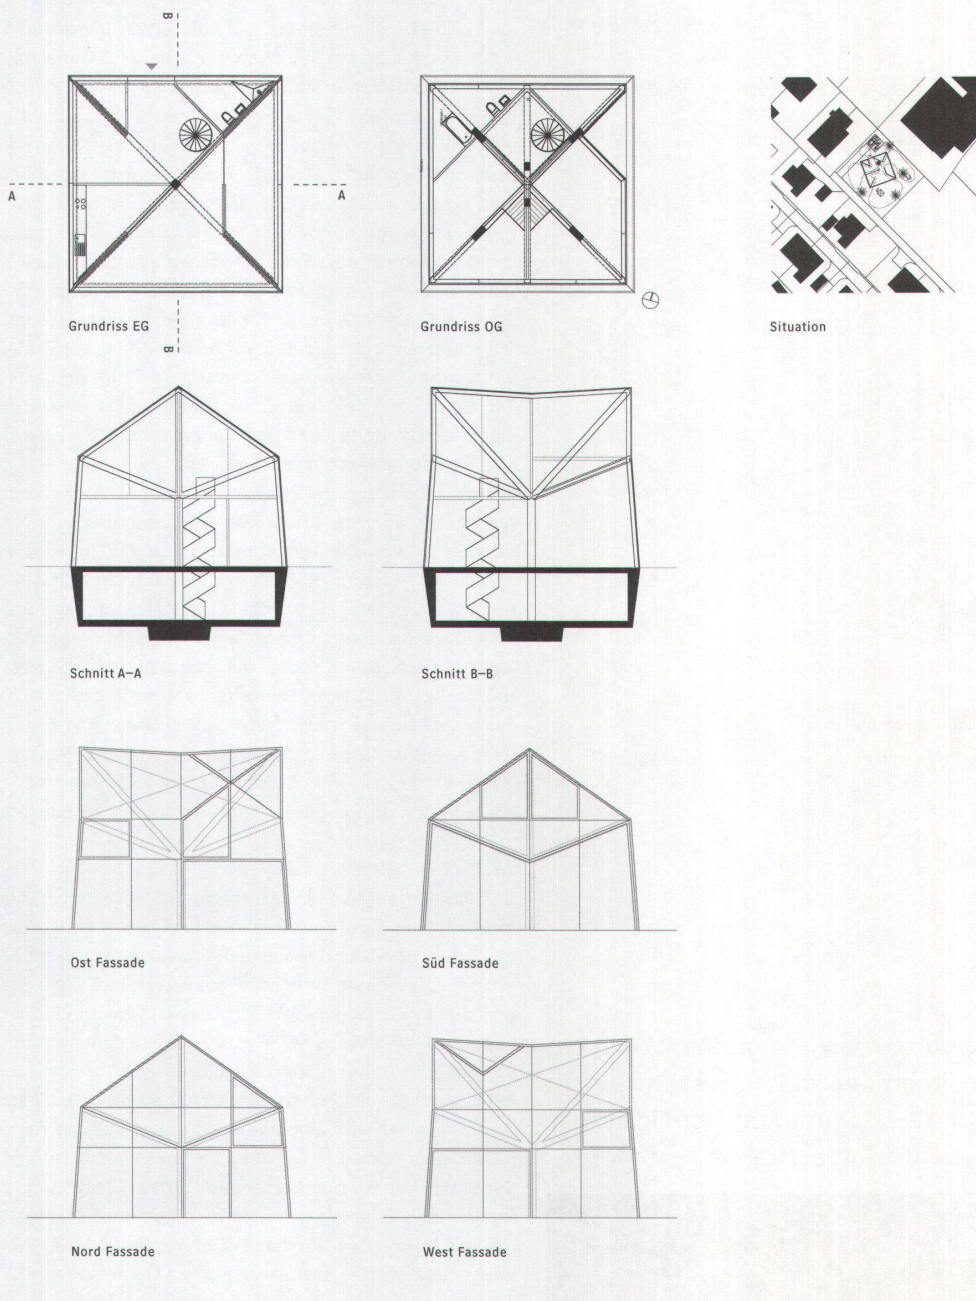 B
A
A
Grundriss EG
Grundriss OG
Situation
B
Schnitt A–A
Schnitt B–B
Ost Fassade
Süd Fassade
Nord Fassade
West Fassade